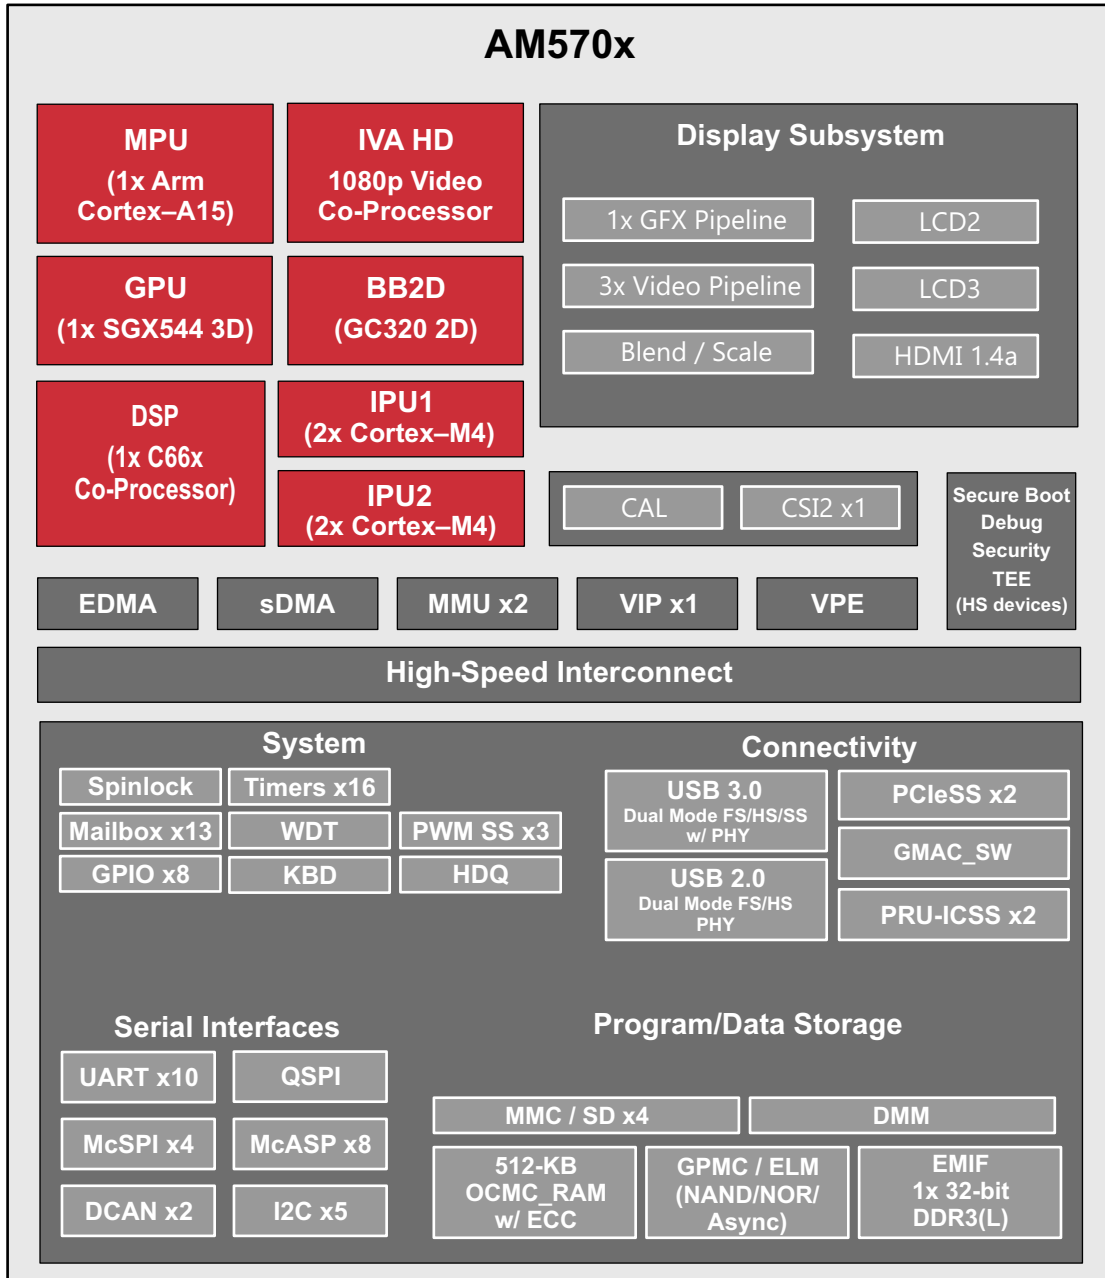 AM570x
MPU
(1x Arm
Cortex–A15)
IVA HD
1080p Video
Co-Processor
GPU
(1x SGX544 3D)
BB2D
(GC320 2D)
DSP
(1x C66x
Co-Processor)
IPU1
(2x Cortex–M4)
IPU2
(2x Cortex–M4)
Display Subsystem
1x GFX Pipeline
LCD2
3x Video Pipeline
LCD3
Blend / Scale
HDMI 1.4a
CAL
CSI2 x1
Secure Boot
Debug
Security
TEE
(HS devices)
EDMA
sDMA
MMU x2
VIP x1
VPE
High-Speed Interconnect
System
Spinlock
Timers x16
Mailbox x13
WDT
PWM SS x3
GPIO x8
KBD
HDQ
Connectivity
USB 3.0
Dual Mode FS/HS/SS
w/ PHY
USB 2.0
Dual Mode FS/HS
PHY
PCIeSS x2
GMAC_SW
PRU-ICSS x2
Serial Interfaces
UART x10
QSPI
McSPI x4
McASP x8
DCAN x2
I2C x5
Program/Data Storage
MMC / SD x4
DMM
512-KB
OCMC_RAM
w/ ECC
GPMC / ELM
(NAND/NOR/
Async)
EMIF
1x 32-bit
DDR3(L)